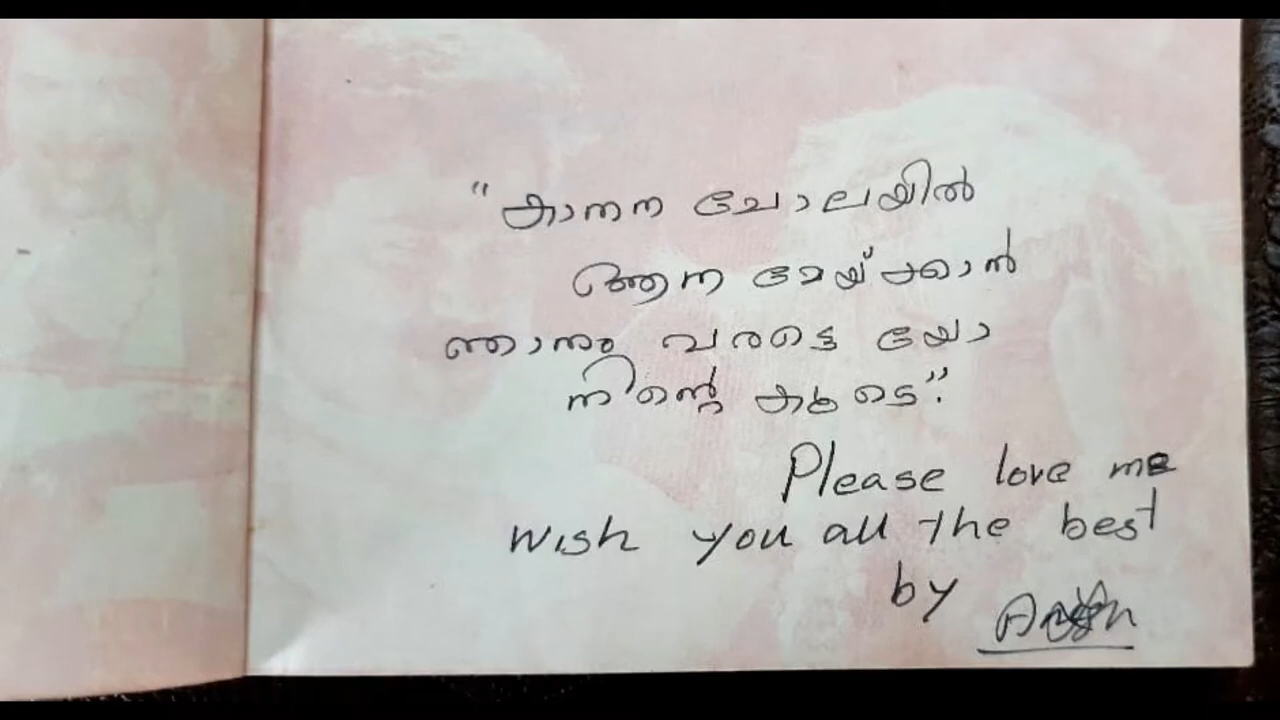 "കാനന ചോലയിൽ
ആന മേയ്ക്കാൻ
ഞാനും വരട്ടെ യോ
നിന്റെ കൂടെ".
Please love me
Wish you all the best
by